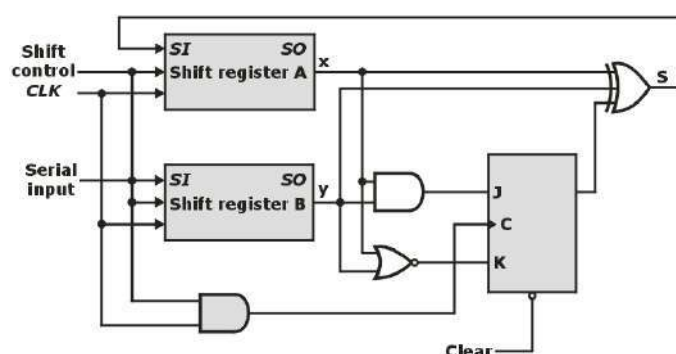 SI SO
Shift
control
Shift register A
x
S
CLK
Serial
input
SI SO
y
Shift register B
J
C
K
Clear